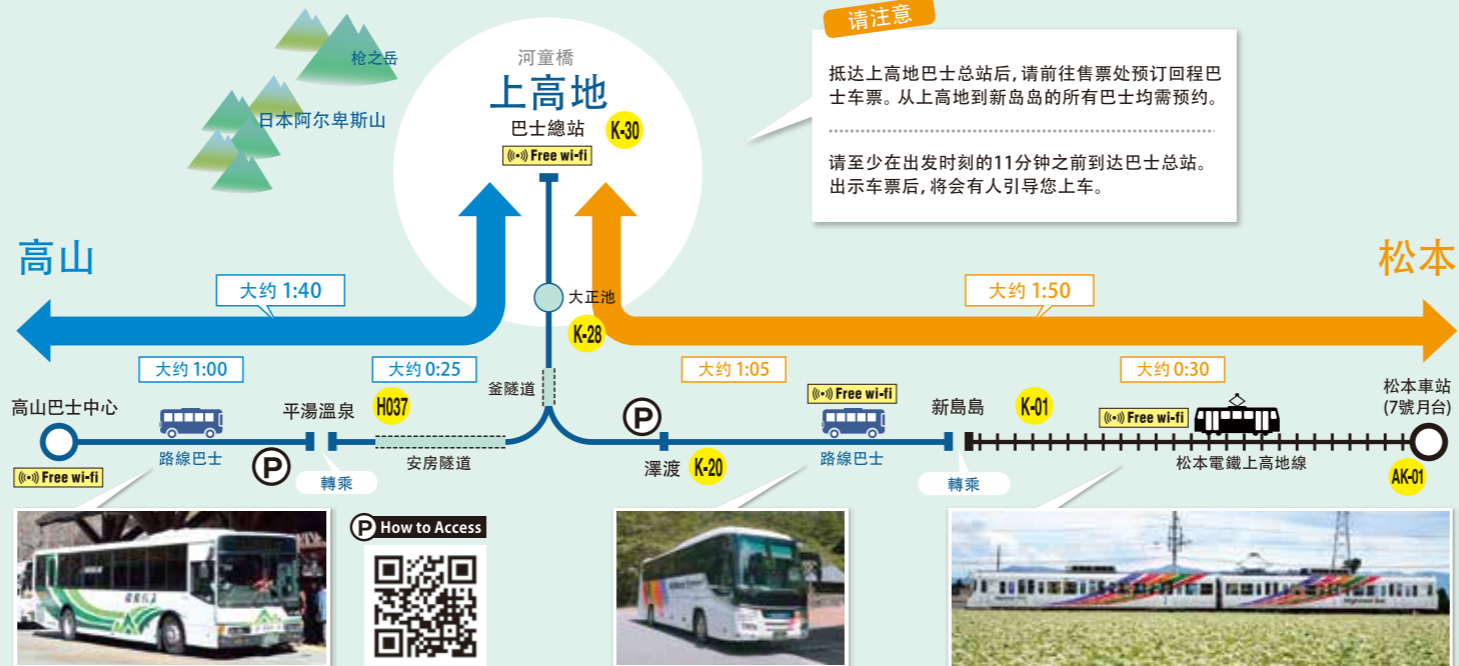 枪之岳
日本阿尔卑斯山
河童橋
上高地
巴士總站
K-30
Free wi-fi
请注意
抵达上高地巴士总站后,请前往售票处预订回程巴
士车票。从上高地到新岛岛的所有巴士均需预约。
请至少在出发时刻的11分钟之前到达巴士总站。
出示车票后,将会有人引导您上车。
高山
松本
大约 1:40
大约 1:50
大正池
K-28
大约 1:00
大约 0:25
大约 1:05
大约 0:30
釜隧道
高山巴士中心
平湯溫泉
H037
P
Free wi-fi
新島島
K-01
Free wi-fi
松本車站
(7號月台)
路線巴士
P
安房隧道
澤渡
K-20
路線巴士
松本電鐵上高地線
Free wi-fi
轉乘
轉乘
AK-01
P How to Access